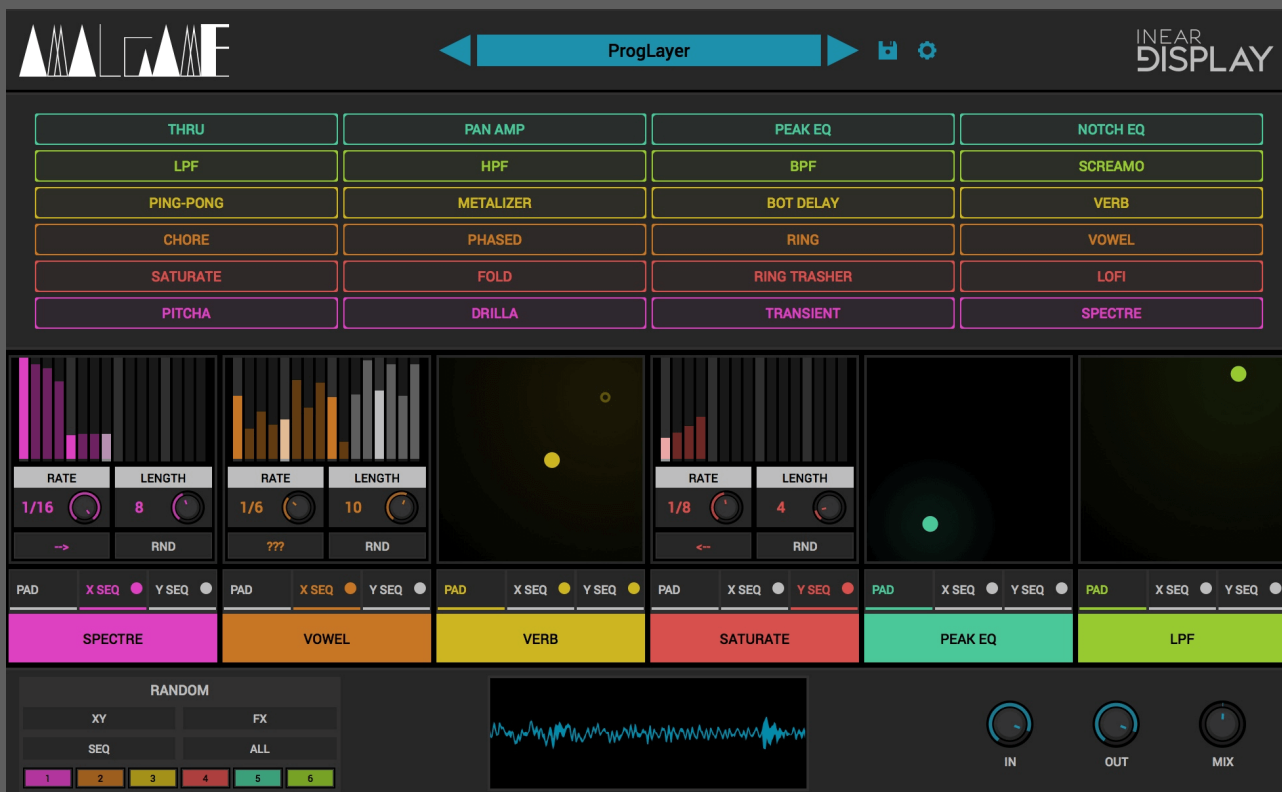 AMALGAME
ProgLayer
INEAR
DISPLAY
THRU PAN AMP PEAK EQ NOTCH EQ
LPF HPF BPF SCREAMO
PING-PONG METALIZER BOT DELAY VERB
CHORE PHASED RING VOWEL
SATURATE FOLD RING TRASHER LOFI
PITCHA DRILLA TRANSIENT SPECTRE
RATE LENGTH RATE LENGTH RATE LENGTH
1/16 8 1/6 10 1/8 4
--> RND ??? RND <-- RND
PAD X SEQ Y SEQ PAD X SEQ Y SEQ PAD X SEQ Y SEQ PAD X SEQ Y SEQ PAD X SEQ Y SEQ PAD X SEQ Y SEQ
SPECTRE VOWEL VERB SATURATE PEAK EQ LPF
RANDOM
XY FX
SEQ ALL
1 2 3 4 5 6
IN OUT MIX